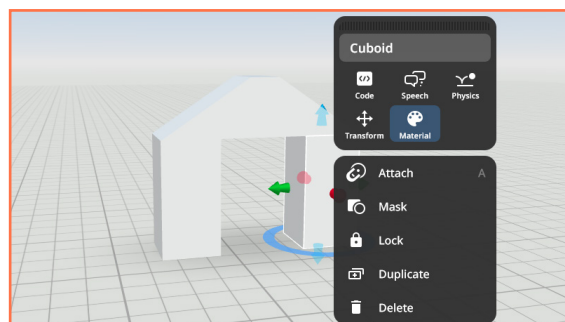 Cuboid
Code Speech Physics
Transform Material
Attach A
Mask
Lock
Duplicate
Delete